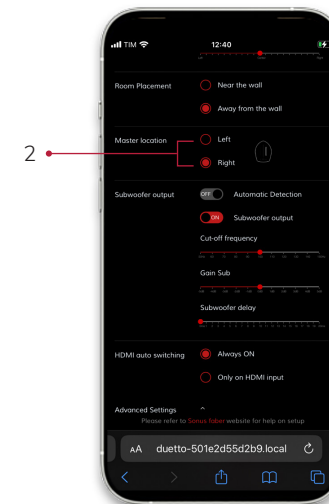 TIM 12:40
Room Placement
Near the wall
Away from the wall
2
Master location
Left
Right
Subwoofer output
OFF Automatic Detection
ON Subwoofer output
Cut-off frequency
Gain Sub
Subwoofer delay
HDMI auto switching
Always ON
Only on HDMI input
Advanced Settings
Please refer to Sonus faber website for help on setup
AA duetto-501e2d55d2b9.local